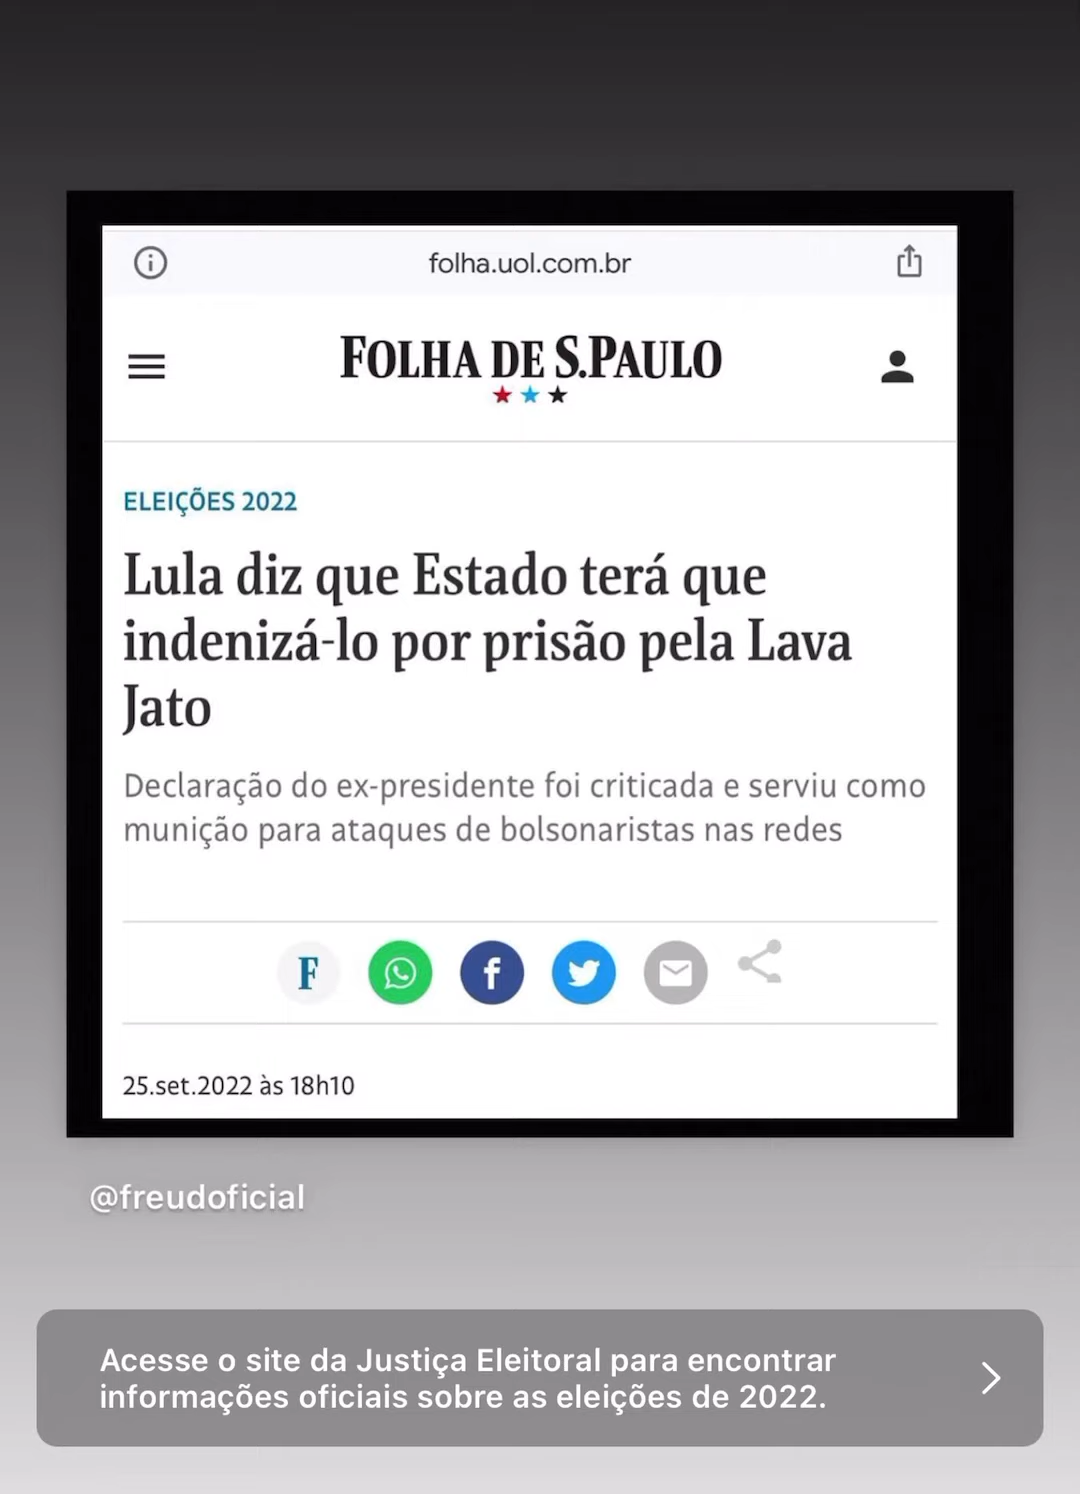 folha.uol.com.br
FOLHA DE S.PAULO
ELEIÇÕES 2022
Lula diz que Estado terá que
indenizá-lo por prisão pela Lava
Jato
Declaração do ex-presidente foi criticada e serviu como
munição para ataques de bolsonaristas nas redes
F
25.set.2022 às 18h10
@freudoficial
Acesse o site da Justiça Eleitoral para encontrar
informações oficiais sobre as eleições de 2022.